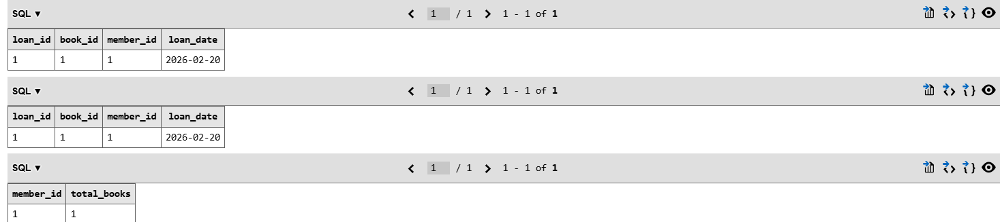 SQL ▼ 1 / 1 1 - 1 of 1
loan_id book_id member_id loan_date
1 1 1 2026-02-20
SQL ▼ 1 / 1 1 - 1 of 1
loan_id book_id member_id loan_date
1 1 1 2026-02-20
SQL ▼ 1 / 1 1 - 1 of 1
member_id total_books
1 1